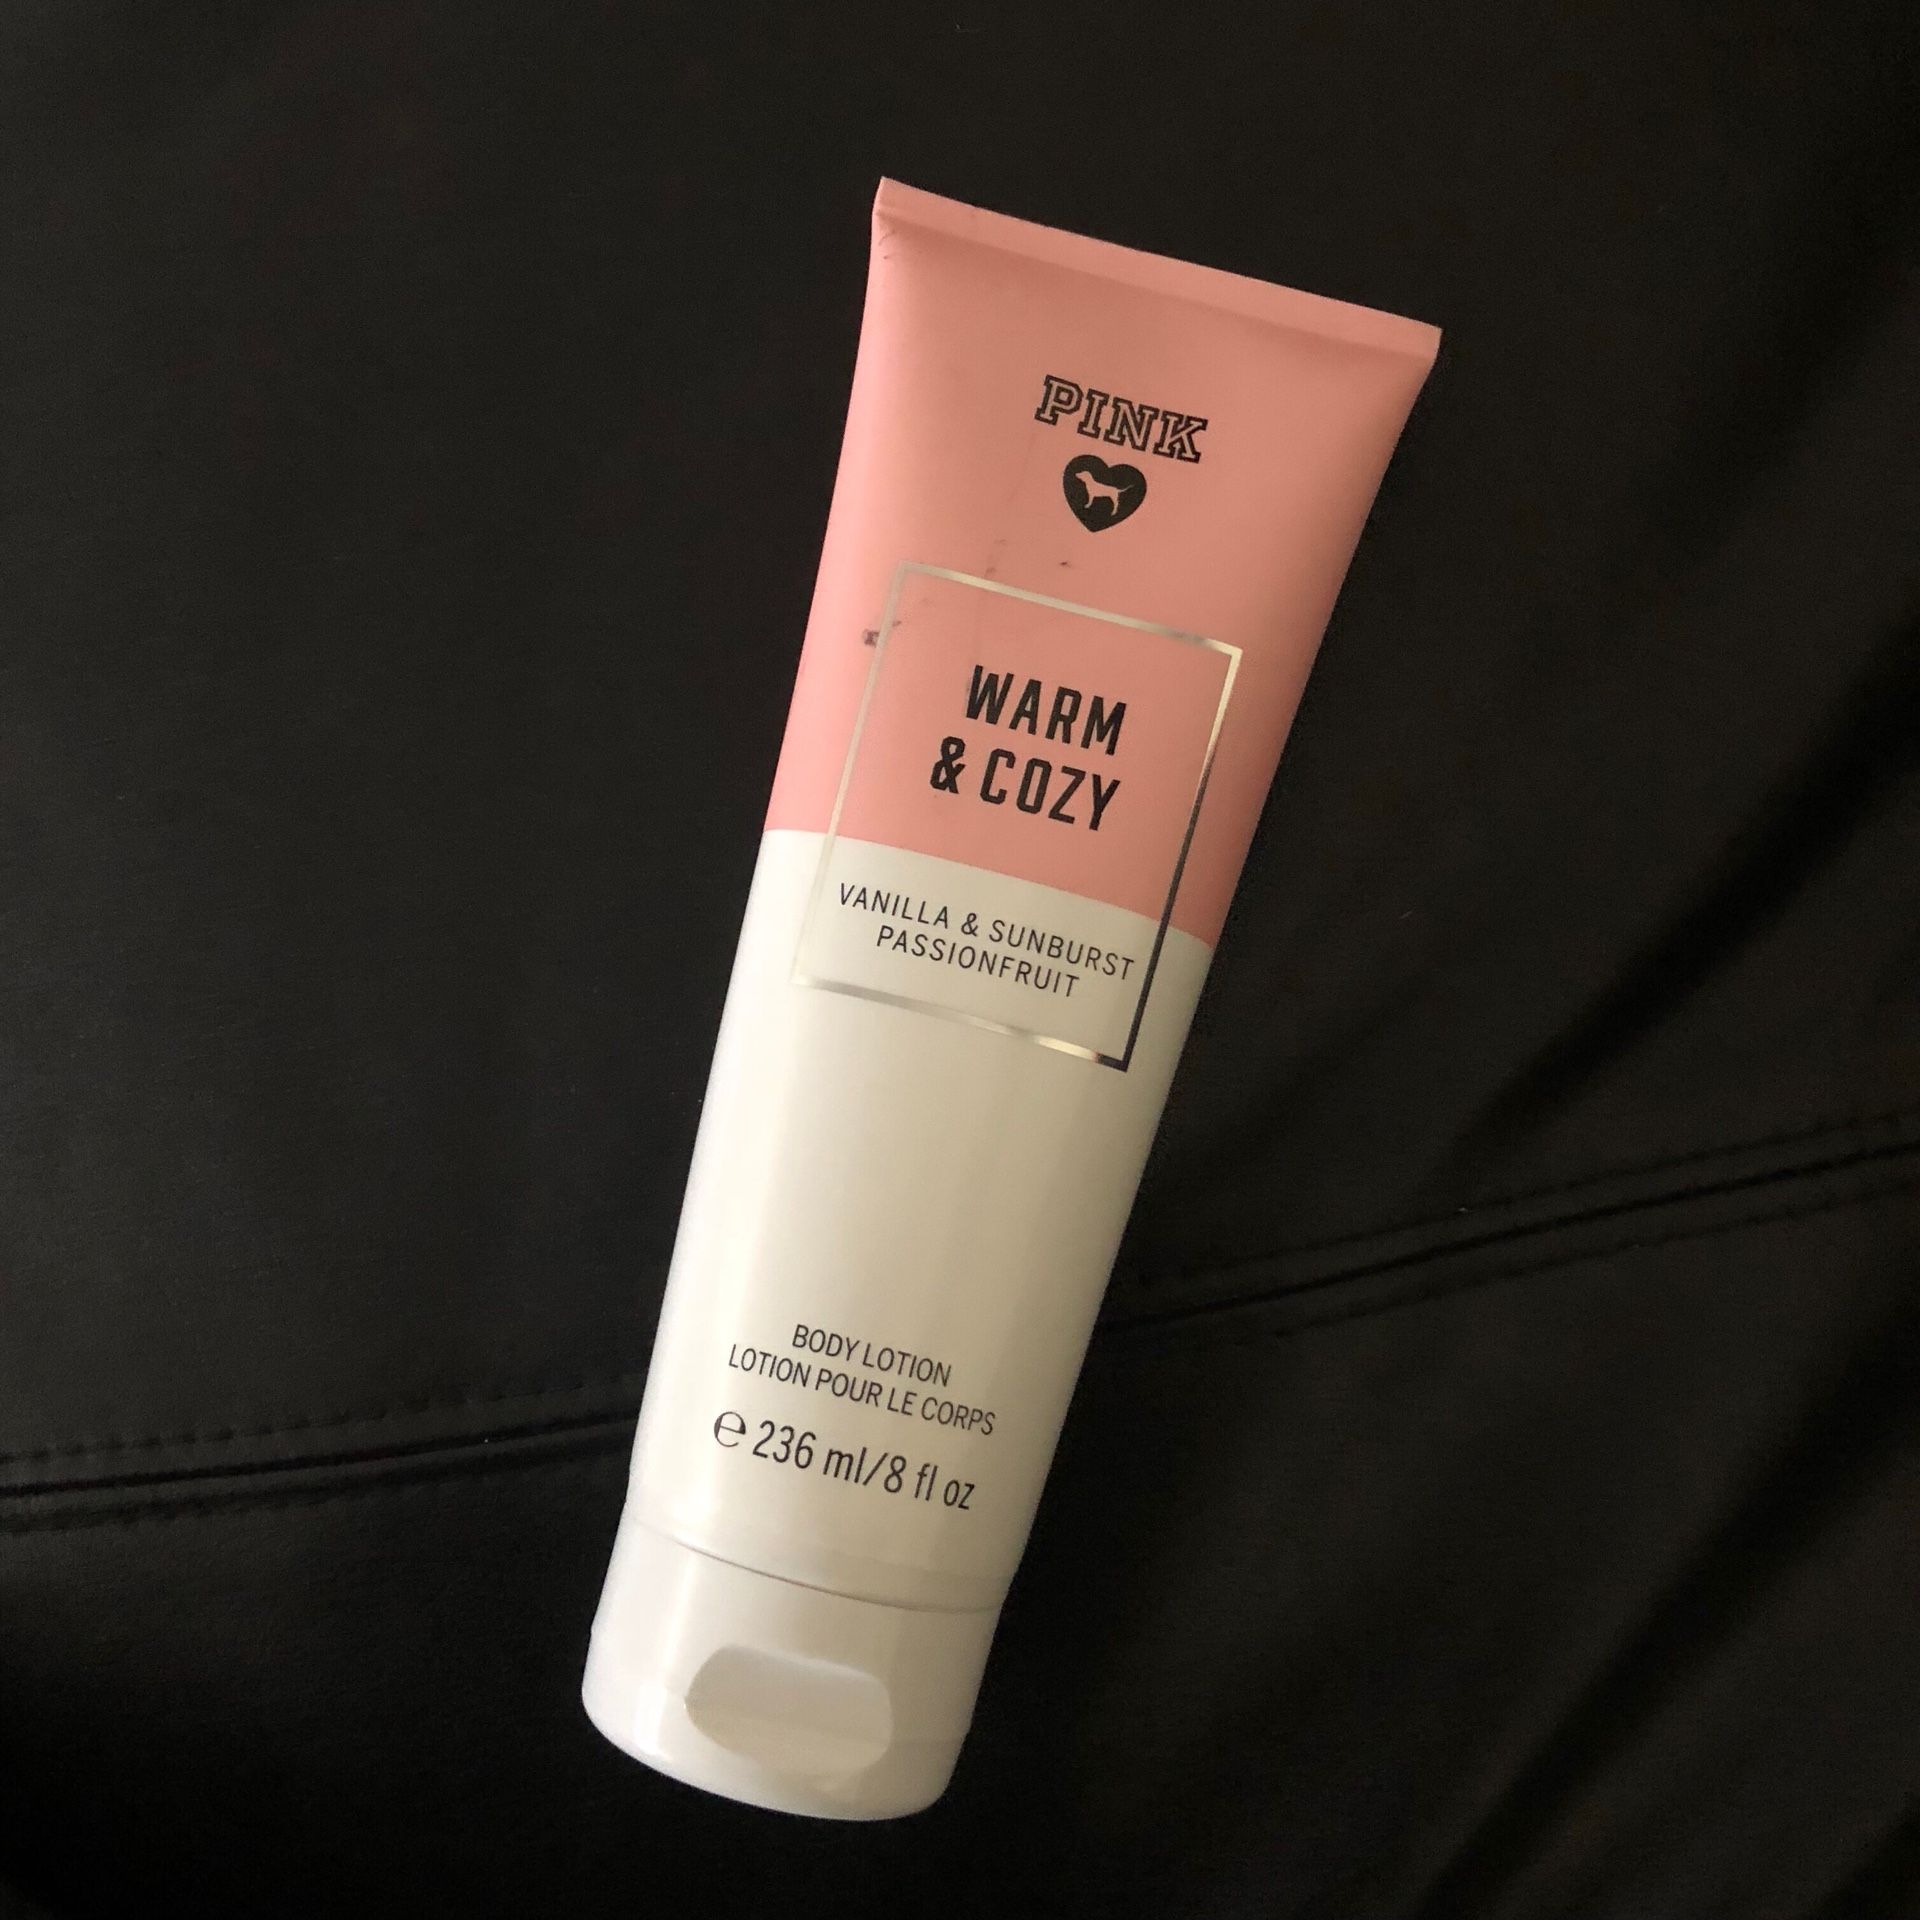 PINK
WARM
& COZY
VANILLA & SUNBURST
PASSIONFRUIT
BODY LOTION
LOTION POUR LE CORPS
℮ 236 ml/8 fl oz